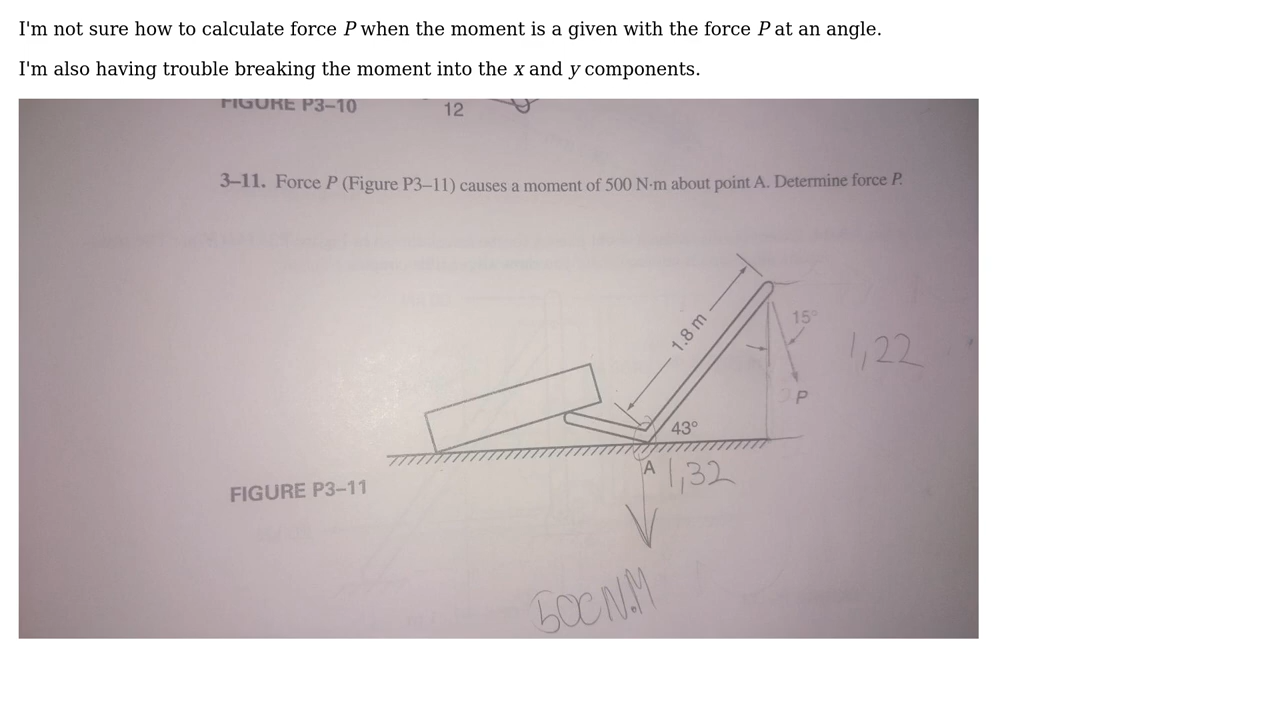 I'm not sure how to calculate force P when the moment is a given with the force P at an angle.
I'm also having trouble breaking the moment into the x and y components.
FIGURE P3–10
12
3–11. Force P (Figure P3–11) causes a moment of 500 N·m about point A. Determine force P.
1.8 m
15°
1,22
P
43°
A
1,32
FIGURE P3–11
500N.M